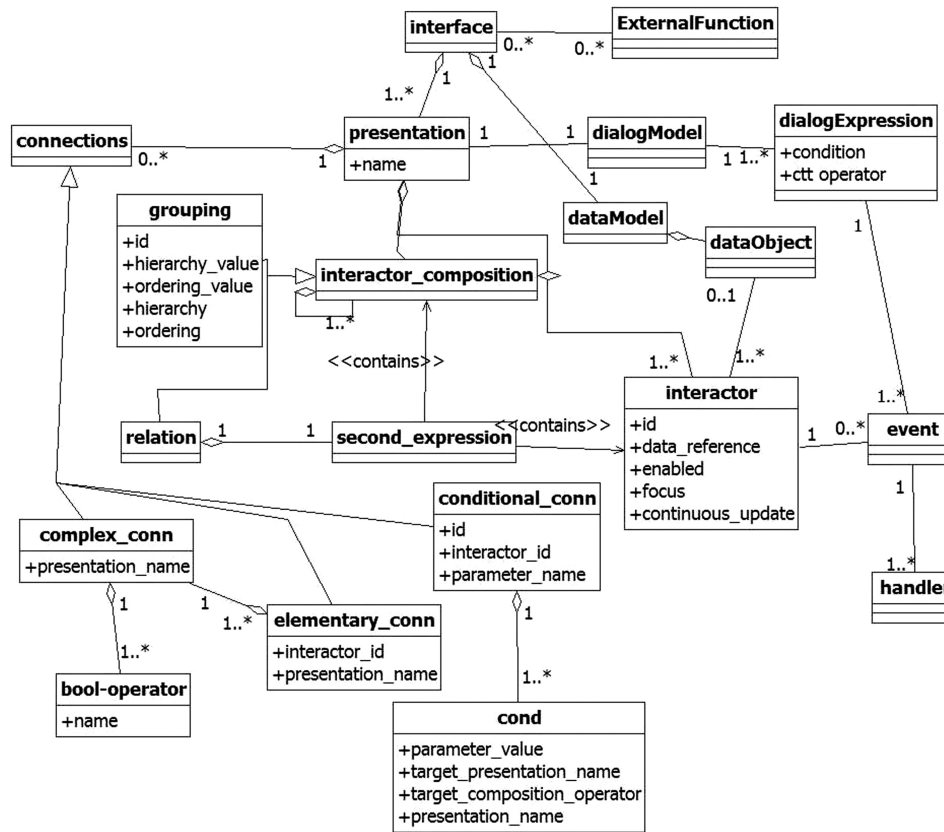 interface
ExternalFunction
0..*
0..*
1
1
1..*
connections
presentation
+name
0..*
1
1
1
dialogModel
1
1..*
dialogExpression
+condition
+ctt operator
1
grouping
+id
+hierarchy_value
+ordering_value
+hierarchy
+ordering
1
dataModel
dataObject
interactor_composition
1..*
0..1
<<contains>>
1..*
1..*
interactor
+id
+data_reference
+enabled
+focus
+continuous_update
1..*
relation
1
1
second_expression
<<contains>>
1
0..*
event
1
conditional_conn
+id
+interactor_id
+parameter_name
complex_conn
+presentation_name
1..*
handler
1
1
1..*
elementary_conn
+interactor_id
+presentation_name
1
1..*
1..*
bool-operator
+name
cond
+parameter_value
+target_presentation_name
+target_composition_operator
+presentation_name